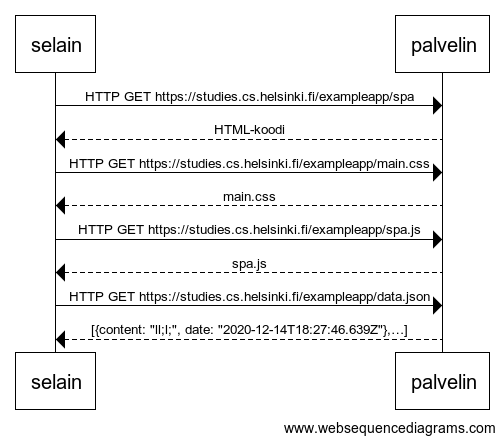 selain palvelin
HTTP GET https://studies.cs.helsinki.fi/exampleapp/spa
HTML-koodi
HTTP GET https://studies.cs.helsinki.fi/exampleapp/main.css
main.css
HTTP GET https://studies.cs.helsinki.fi/exampleapp/spa.js
spa.js
HTTP GET https://studies.cs.helsinki.fi/exampleapp/data.json
[{content: "ll;l;", date: "2020-12-14T18:27:46.639Z"},…]
selain palvelin
www.websequencediagrams.com